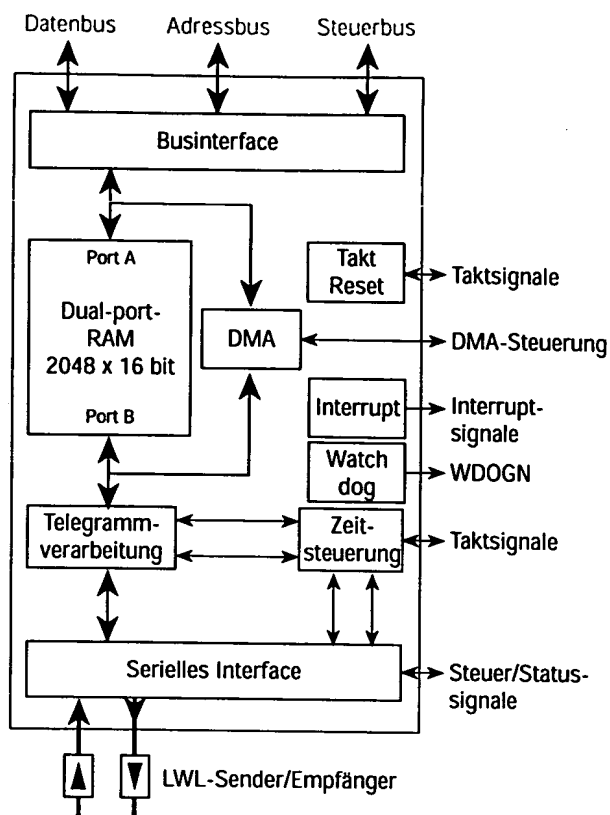 Datenbus
Adressbus
Steuerbus
Businterface
Port A
Dual-port-
RAM
2048 x 16 bit
Port B
DMA
Takt
Reset
Taktsignale
DMA-Steuerung
Interrupt
Interrupt-
signale
Watch
dog
WDOGN
Telegramm-
verarbeitung
Zeit-
steuerung
Taktsignale
Serielles Interface
Steuer/Status-
signale
LWL-Sender/Empfänger